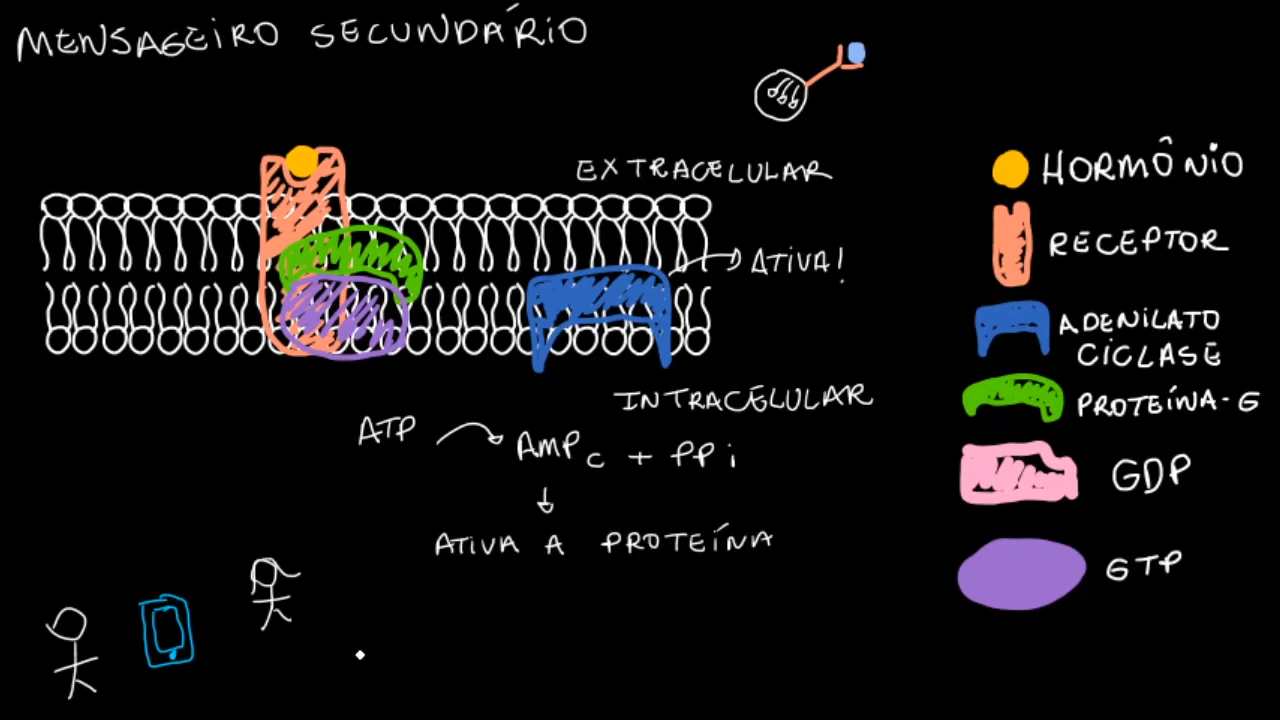 MENSAGEIRO SECUNDÁRIO
EXTRACELULAR
ATIVA!
INTRACELULAR
ATP
AMPc + PPi
ATIVA A PROTEÍNA
HORMÔNIO
RECEPTOR
ADENILATO
CICLASE
PROTEÍNA-G
GDP
GTP